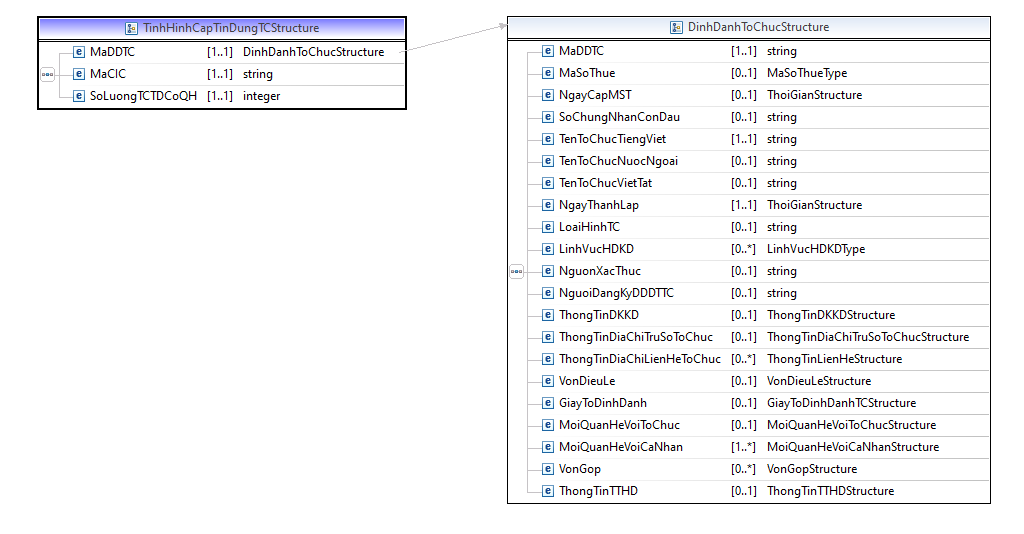 TinhHinhCapTinDungTCStructure
MaDDTC [1..1] DinhDanhToChucStructure
MaCIC [1..1] string
SoLuongTCTDCoQH [1..1] integer
DinhDanhToChucStructure
MaDDTC [1..1] string
MaSoThue [0..1] MaSoThueType
NgayCapMST [0..1] ThoiGianStructure
SoChungNhanConDau [0..1] string
TenToChucTiengViet [1..1] string
TenToChucNuocNgoai [0..1] string
TenToChucVietTat [0..1] string
NgayThanhLap [1..1] ThoiGianStructure
LoaiHinhTC [0..1] string
LinhVucHDKD [0..*] LinhVucHDKDType
NguonXacThuc [0..1] string
NguoiDangKyDDDTTC [0..1] string
ThongTinDKKD [0..1] ThongTinDKKDStructure
ThongTinDiaChiTruSoToChuc [0..1] ThongTinDiaChiTruSoToChucStructure
ThongTinDiaChiLienHeToChuc [0..*] ThongTinLienHeStructure
VonDieuLe [0..1] VonDieuLeStructure
GiayToDinhDanh [0..1] GiayToDinhDanhTCStructure
MoiQuanHeVoiToChuc [0..1] MoiQuanHeVoiToChucStructure
MoiQuanHeVoiCaNhan [1..*] MoiQuanHeVoiCaNhanStructure
VonGop [0..*] VonGopStructure
ThongTinTTHD [0..1] ThongTinTTHDStructure